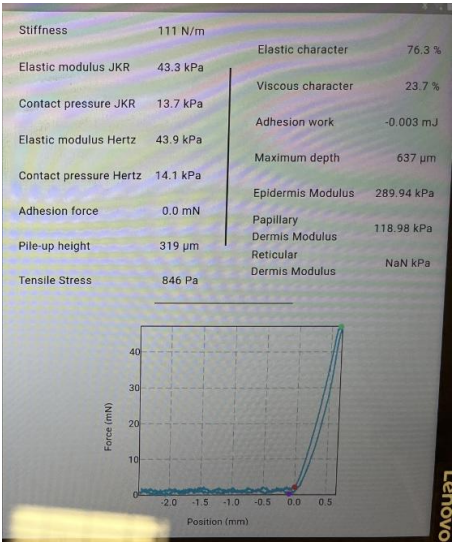 Stiffness 111 N/m
Elastic modulus JKR 43.3 kPa
Contact pressure JKR 13.7 kPa
Elastic modulus Hertz 43.9 kPa
Contact pressure Hertz 14.1 kPa
Adhesion force 0.0 mN
Pile-up height 319 µm
Tensile Stress 846 Pa
Elastic character 76.3 %
Viscous character 23.7 %
Adhesion work -0.003 mJ
Maximum depth 637 µm
Epidermis Modulus 289.94 kPa
Papillary
Dermis Modulus 118.98 kPa
Reticular
Dermis Modulus NaN kPa
Force (mN)
40
30
20
10
0
-2.0 -1.5 -1.0 -0.5 0.0 0.5
Position (mm)
Lenovo